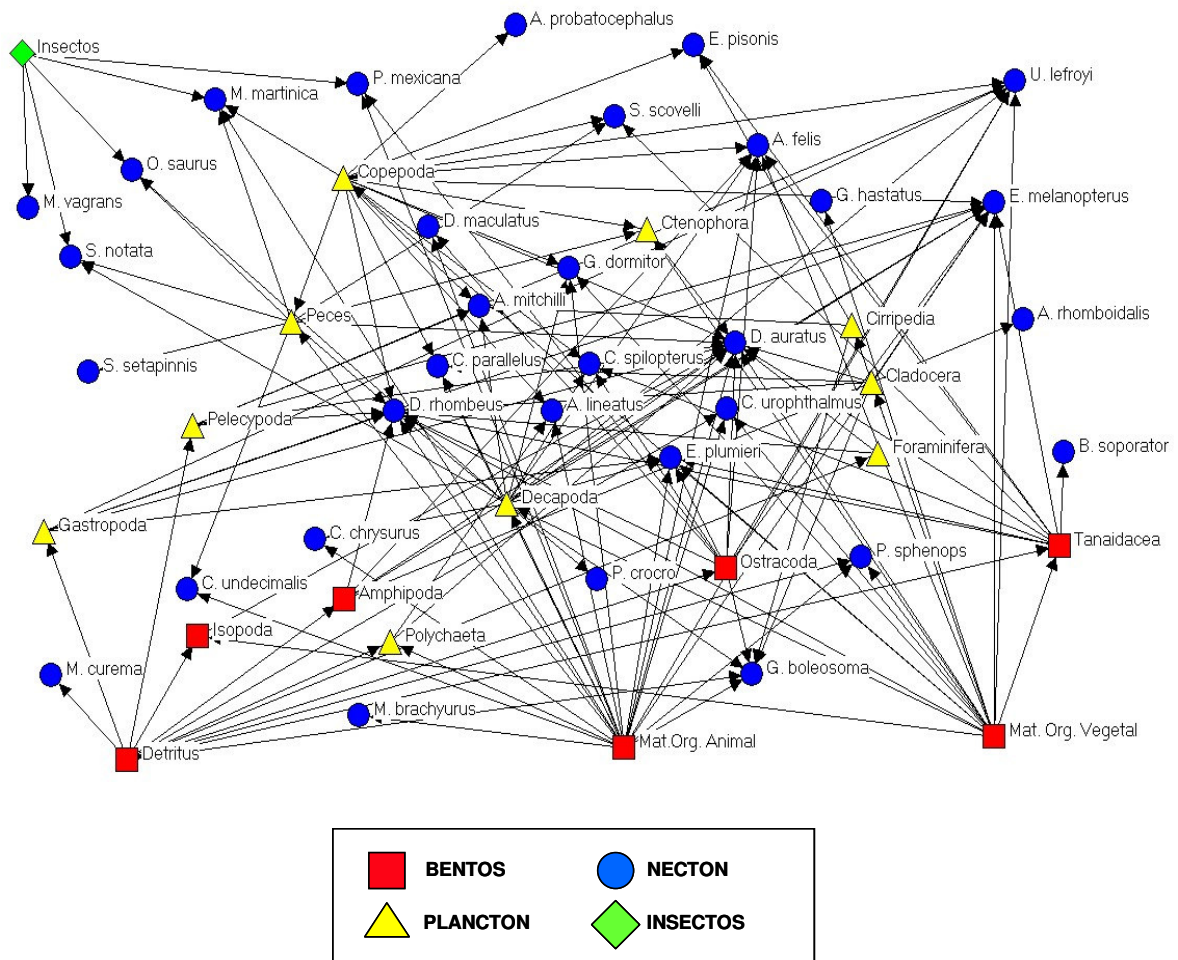 A. probatocephalus
E. pisonis
Insectos
P. mexicana
U. lefroyi
M. martinica
S. scovelli
A. felis
O. saurus
Copepoda
M. vagrans
G. hastatus
E. melanopterus
D. maculatus
Ctenophora
S. notata
G. dormitor
A. mitchilli
Peces
Cirripedia
A. rhomboidalis
D. auratus
S. setapinnis
C. parallelus
C. spilopterus
Cladocera
D. rhombeus
A. lineatus
C. urophthalmus
Pelecypoda
E. plumieri
Foraminifera
B. soporator
Decapoda
Gastropoda
C. chrysurus
Tanaidacea
P. sphenops
Ostracoda
P. crocro
C. undecimalis
Amphipoda
Isopoda
Polychaeta
M. curema
G. boleosoma
M. brachyurus
Mat. Org. Vegetal
Mat.Org. Animal
Detritus
BENTOS
NECTON
PLANCTON
INSECTOS